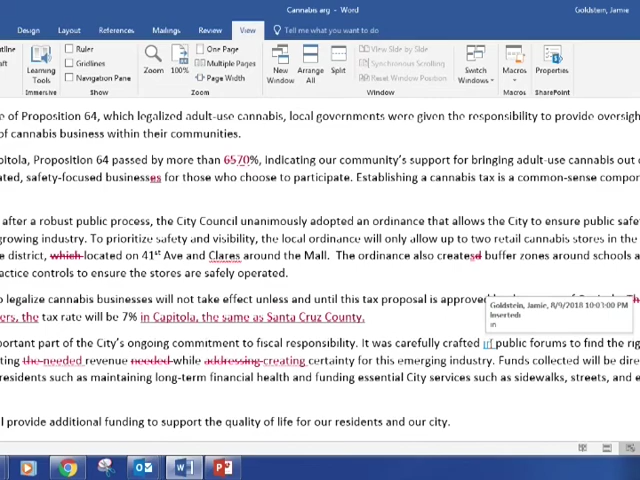 Cannabis arg - Word
Goldstein, Jamie
Design Layout References Mailings Review View Tell me what you want to do
Ruler
Gridlines
Navigation Pane
Learning Tools
Immersive
Show
Zoom
100%
One Page
Multiple Pages
Page Width
Zoom
New Window
Arrange All
Split
View Side by Side
Synchronous Scrolling
Reset Window Position
Window
Switch Windows
Macros
Macros
Properties
SharePoint
e of Proposition 64, which legalized adult-use cannabis, local governments were given the responsibility to provide oversigh
of cannabis business within their communities.
pitola, Proposition 64 passed by more than 6570%, indicating our community's support for bringing adult-use cannabis out o
ated, safety-focused businesses for those who choose to participate. Establishing a cannabis tax is a common-sense compor
after a robust public process, the City Council unanimously adopted an ordinance that allows the City to ensure public safe
growing industry. To prioritize safety and visibility, the local ordinance will only allow up to two retail cannabis stores in the
e district, which located on 41st Ave and Clares around the Mall. The ordinance also createsd buffer zones around schools a
actice controls to ensure the stores are safely operated.
o legalize cannabis businesses will not take effect unless and until this tax proposal is approved
ers, the tax rate will be 7% in Capitola, the same as Santa Cruz County.
Goldstein, Jamie, 8/9/2018 10:03:00 PM
Inserted:
in
portant part of the City's ongoing commitment to fiscal responsibility. It was carefully crafted in public forums to find the rig
ting the needed revenue needed while addressing creating certainty for this emerging industry. Funds collected will be direc
residents such as maintaining long-term financial health and funding essential City services such as sidewalks, streets, and e
l provide additional funding to support the quality of life for our residents and our city.